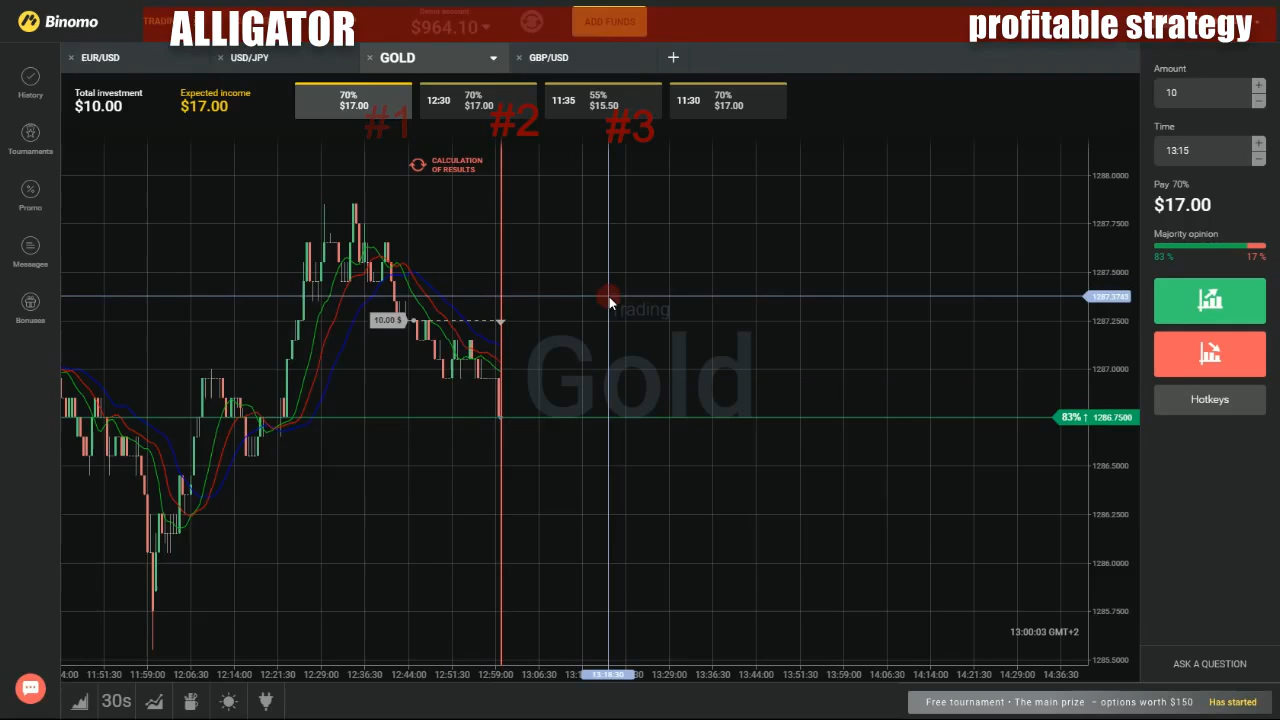 Binomo
TRADING
ALLIGATOR
$964.10
ADD FUNDS
profitable strategy
EUR/USD
USD/JPY
GOLD
GBP/USD
Total investment
$10.00
Expected income
$17.00
70%
$17.00
12:30
70%
$17.00
11:35
55%
$15.50
11:30
70%
$17.00
#1
#2
#3
CALCULATION
OF RESULTS
History
Tournaments
Promo
Messages
Bonuses
Amount
10
Time
13:15
Pay 70%
$17.00
Majority opinion
83 %
17 %
Hotkeys
ASK A QUESTION
1288.0000
1287.7500
1287.5000
1287.3743
1287.2500
1287.0000
83% ↑ 1286.7500
1286.5000
1286.2500
1286.0000
1285.7500
1285.5000
10.00 $
Trading
Gold
13:00:03 GMT+2
4:00
11:51:30
11:59:00
12:06:30
12:14:00
12:21:30
12:29:00
12:36:30
12:44:00
12:51:30
12:59:00
13:06:30
13:18:30
13:29:00
13:36:30
13:44:00
13:51:30
13:59:00
14:06:30
14:14:00
14:21:30
14:29:00
14:36:30
30s
Free tournament • The main prize – options worth $150
Has started